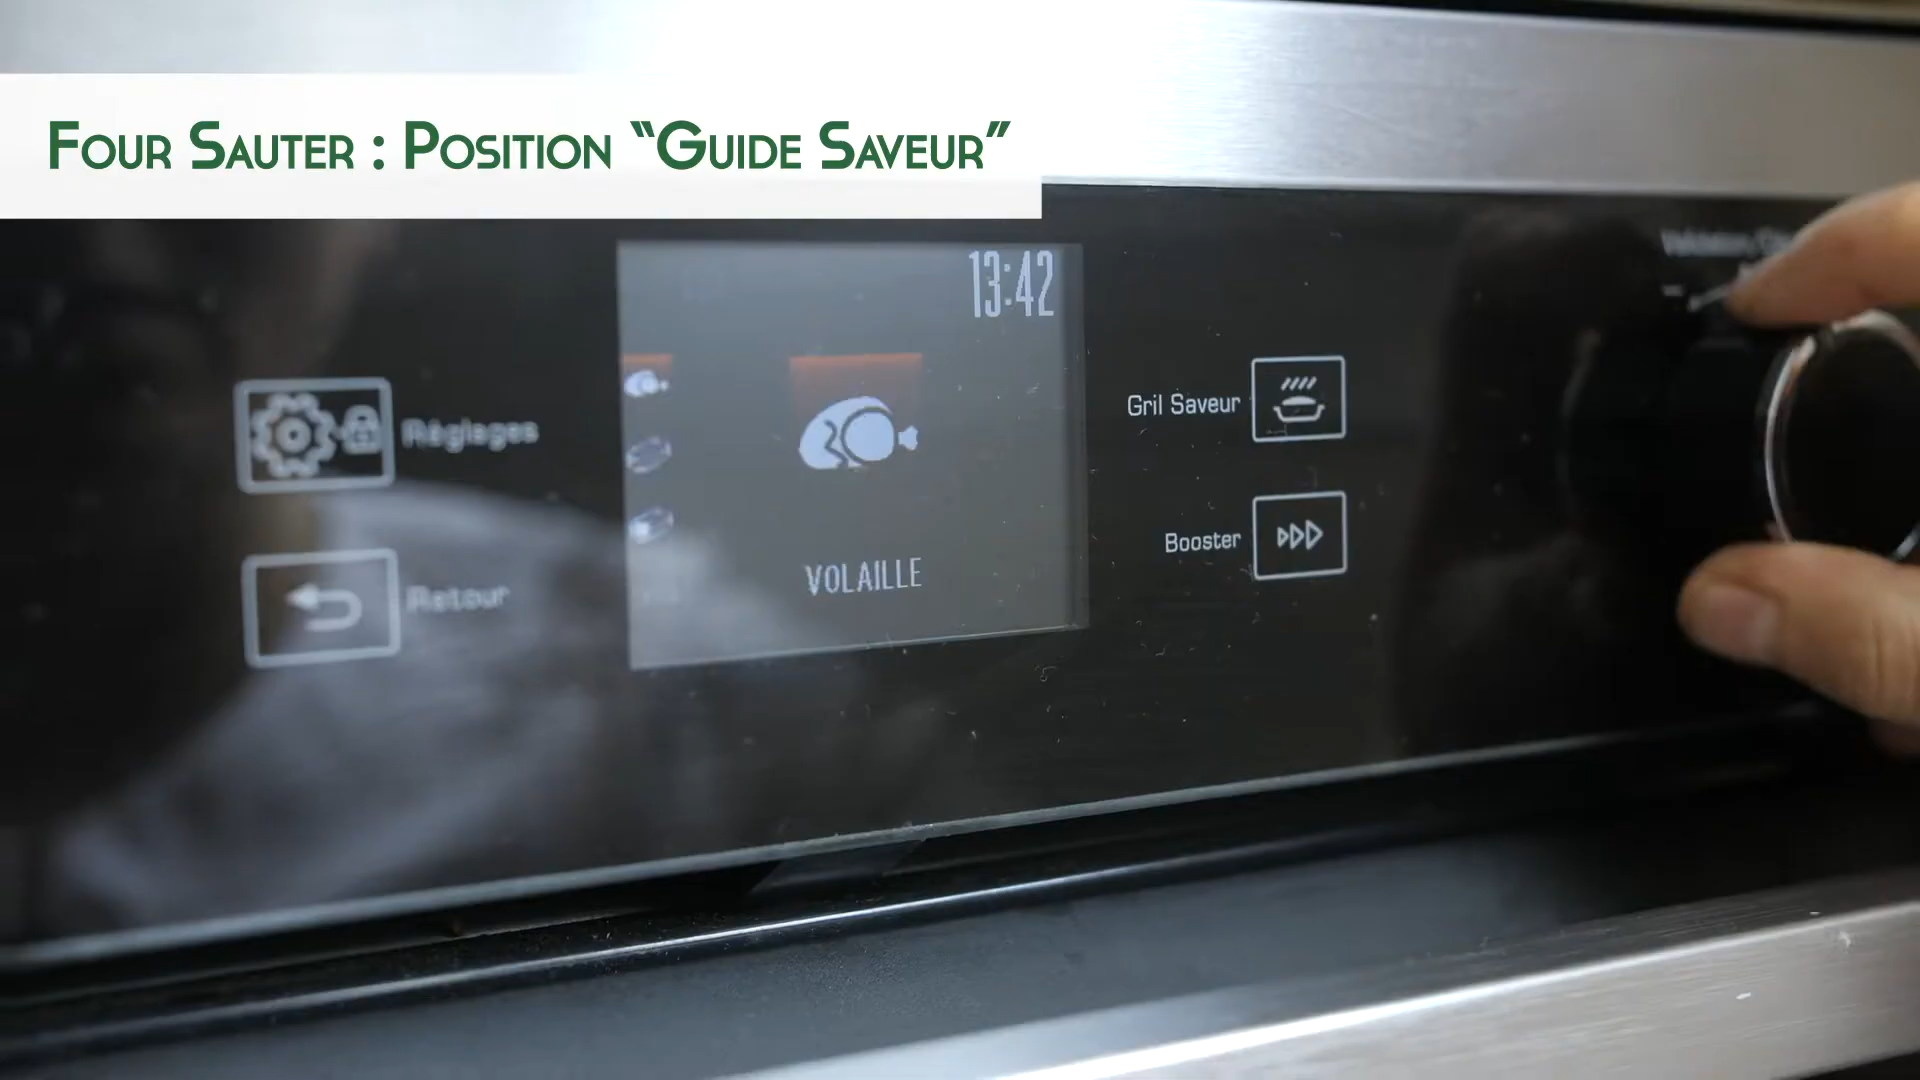 Four Sauter : Position “Guide Saveur”
13:42
Réglages
Retour
VOLAILLE
Gril Saveur
Booster